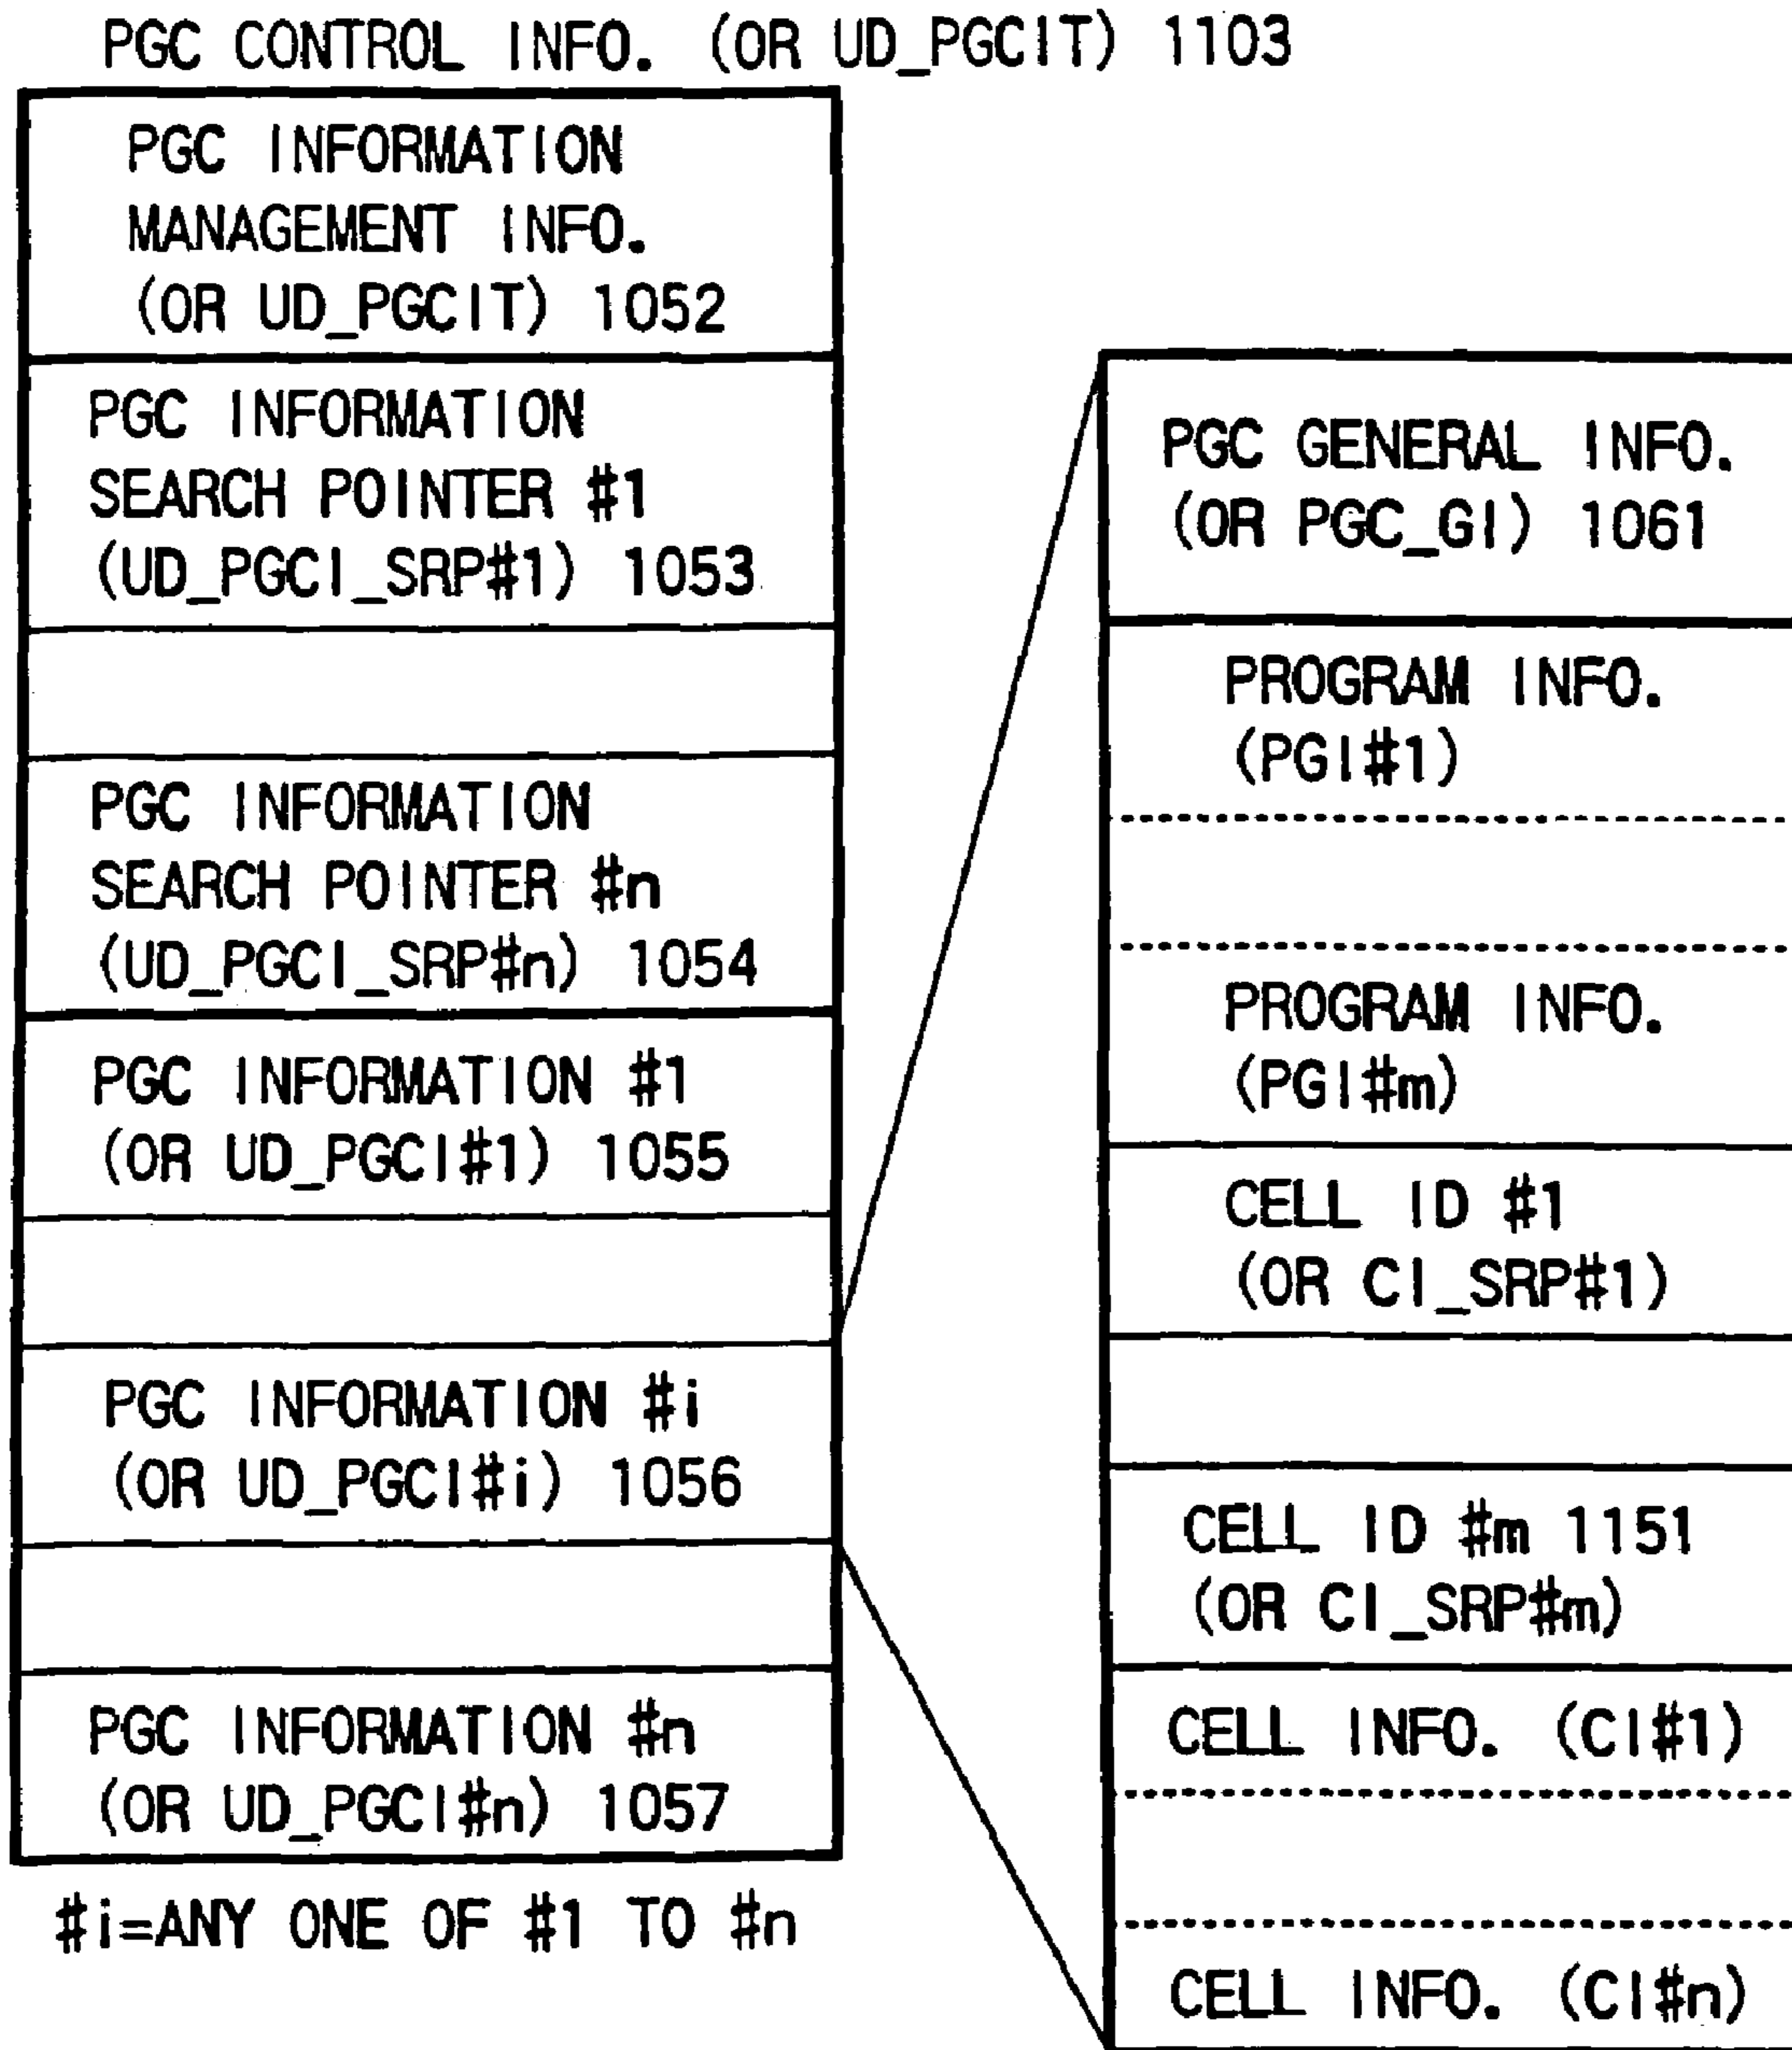 PGC CONTROL INFO. (OR UD_PGCIT) 1103
PGC INFORMATION
MANAGEMENT INFO.
(OR UD_PGCIT) 1052
PGC INFORMATION
SEARCH POINTER #1
(UD_PGCI_SRP#1) 1053
PGC INFORMATION
SEARCH POINTER #n
(UD_PGCI_SRP#n) 1054
PGC INFORMATION #1
(OR UD_PGCI#1) 1055
PGC INFORMATION #i
(OR UD_PGCI#i) 1056
PGC INFORMATION #n
(OR UD_PGCI#n) 1057
#i=ANY ONE OF #1 TO #n
PGC GENERAL INFO.
(OR PGC_GI) 1061
PROGRAM INFO.
(PGI#1)
PROGRAM INFO.
(PGI#m)
CELL ID #1
(OR CI_SRP#1)
CELL ID #m 1151
(OR CI_SRP#m)
CELL INFO. (CI#1)
CELL INFO. (CI#n)